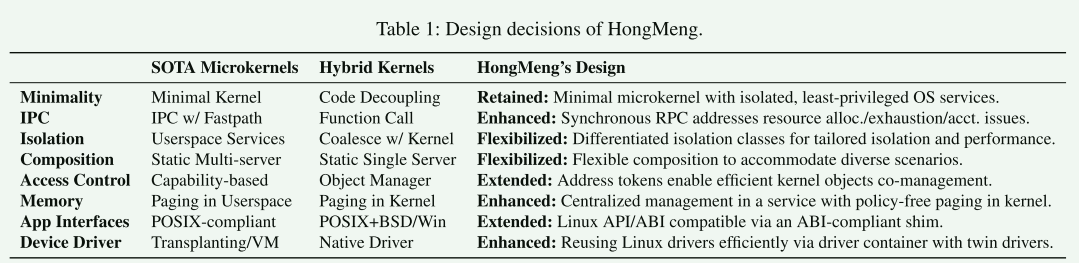 Table 1: Design decisions of HongMeng.
SOTA Microkernels Hybrid Kernels HongMeng's Design
Minimality Minimal Kernel Code Decoupling Retained: Minimal microkernel with isolated, least-privileged OS services.
IPC IPC w/ Fastpath Function Call Enhanced: Synchronous RPC addresses resource alloc./exhaustion/acct. issues.
Isolation Userspace Services Coalesce w/ Kernel Flexibilized: Differentiated isolation classes for tailored isolation and performance.
Composition Static Multi-server Static Single Server Flexibilized: Flexible composition to accommodate diverse scenarios.
Access Control Capability-based Object Manager Extended: Address tokens enable efficient kernel objects co-management.
Memory Paging in Userspace Paging in Kernel Enhanced: Centralized management in a service with policy-free paging in kernel.
App Interfaces POSIX-compliant POSIX+BSD/Win Extended: Linux API/ABI compatible via an ABI-compliant shim.
Device Driver Transplanting/VM Native Driver Enhanced: Reusing Linux drivers efficiently via driver container with twin drivers.